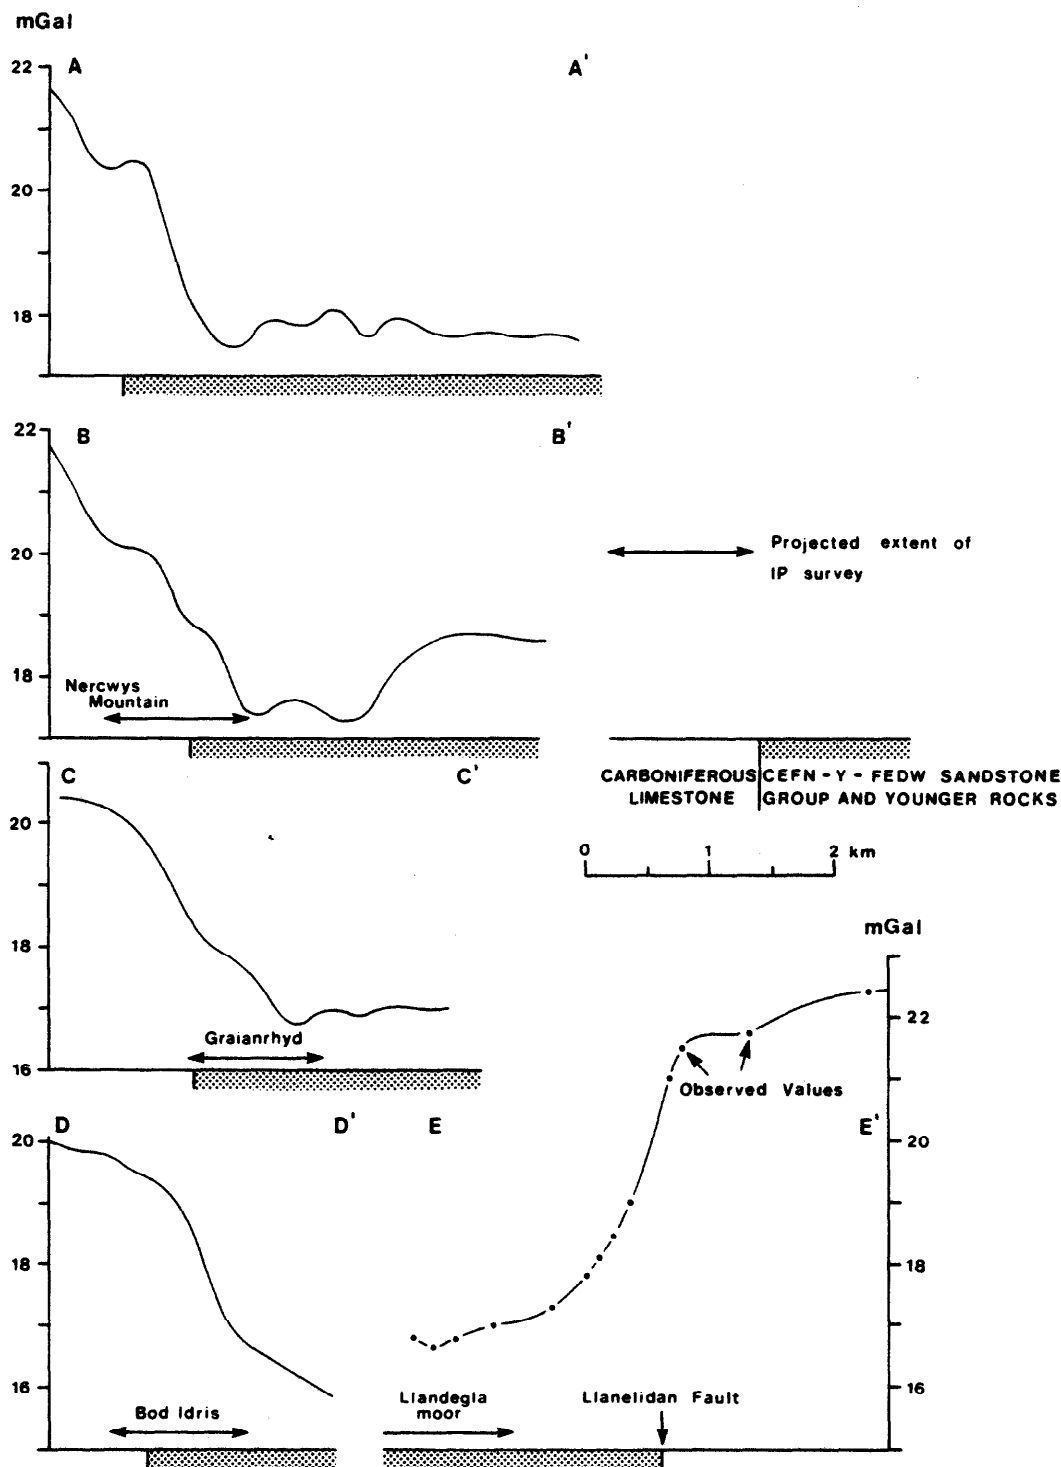 mGal
22
20
18
A
A'
22
20
18
B
B'
Nercwys
Mountain
Projected extent of
IP survey
CARBONIFEROUS
LIMESTONE
CEFN - Y - FEDW SANDSTONE
GROUP AND YOUNGER ROCKS
0 1 2 km
C
C'
20
18
16
Graianrhyd
D
D'
20
18
16
Bod Idris
E
E'
mGal
22
20
18
16
Observed Values
Llandegla
moor
Llanelidan Fault